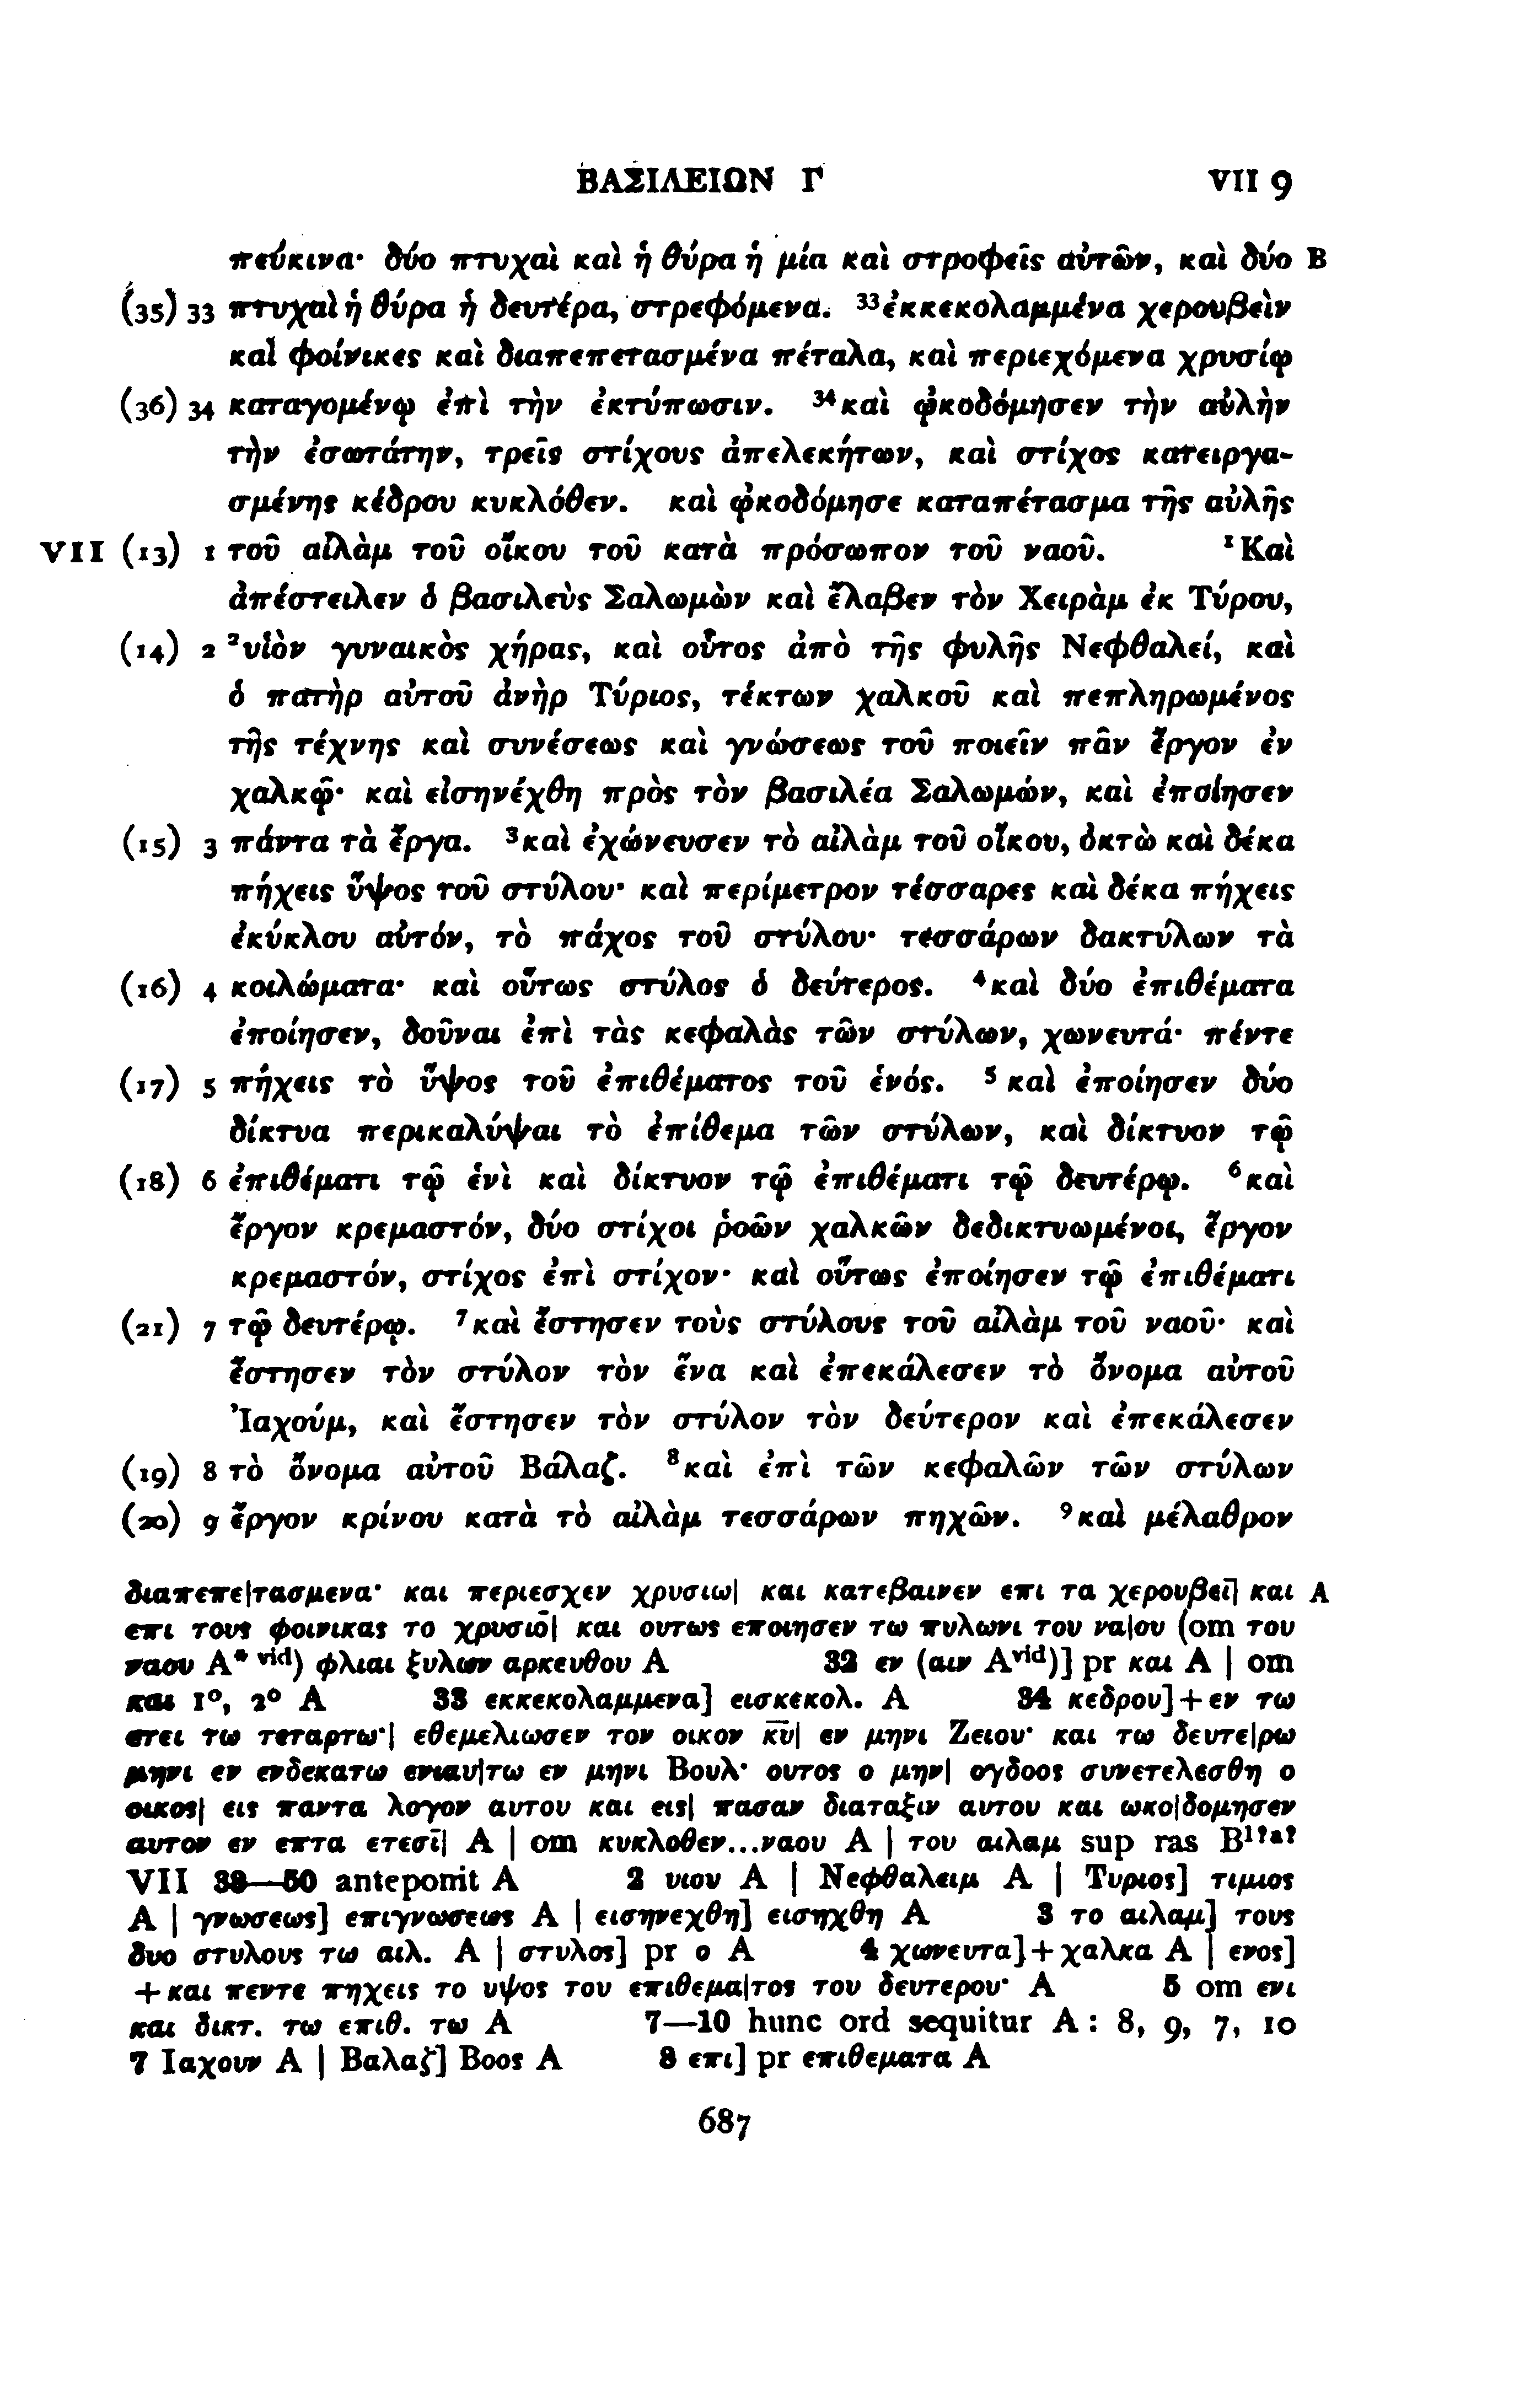 ΒΑΣΙΛΕΙΩΝ Γ VII 9
πεύκινα· δύο πτυχαὶ καὶ ἡ θύρα ἡ μία καὶ στροφεῖς αὐτῶν, καὶ δύο B
(35) 33 πτυχαὶ ἡ θύρα ἡ δευτέρα, στρεφόμενα. ³³ἐκκεκολαμμένα χερουβεὶν
καὶ φοίνικες καὶ διαπεπετασμένα πέταλα, καὶ περιεχόμενα χρυσίῳ
(36) 34 καταγομένῳ ἐπὶ τὴν ἐκτύπωσιν. ³⁴καὶ ᾠκοδόμησεν τὴν αὐλὴν
τὴν ἐσωτάτην, τρεῖς στίχους ἀπελεκήτων, καὶ στίχος κατειργα-
σμένης κέδρου κυκλόθεν. καὶ ᾠκοδόμησε καταπέτασμα τῆς αὐλῆς
VII (13) 1 τοῦ αἰλὰμ τοῦ οἴκου τοῦ κατὰ πρόσωπον τοῦ ναοῦ. ¹Καὶ
ἀπέστειλεν ὁ βασιλεὺς Σαλωμὼν καὶ ἔλαβεν τὸν Χειρὰμ ἐκ Τύρου,
(14) 2 ²υἱὸν γυναικὸς χήρας, καὶ οὗτος ἀπὸ τῆς φυλῆς Νεφθαλεί, καὶ
ὁ πατὴρ αὐτοῦ ἀνὴρ Τύριος, τέκτων χαλκοῦ καὶ πεπληρωμένος
τῆς τέχνης καὶ συνέσεως καὶ γνώσεως τοῦ ποιεῖν πᾶν ἔργον ἐν
χαλκῷ· καὶ εἰσηνέχθη πρὸς τὸν βασιλέα Σαλωμών, καὶ ἐποίησεν
(15) 3 πάντα τὰ ἔργα. ³καὶ ἐχώνευσεν τὸ αἰλὰμ τοῦ οἴκου, ὀκτὼ καὶ δέκα
πήχεις ὕψος τοῦ στύλου· καὶ περίμετρον τέσσαρες καὶ δέκα πήχεις
ἐκύκλου αὐτόν, τὸ πάχος τοῦ στύλου· τεσσάρων δακτύλων τὰ
(16) 4 κοιλώματα· καὶ οὕτως στύλος ὁ δεύτερος. ⁴καὶ δύο ἐπιθέματα
ἐποίησεν, δοῦναι ἐπὶ τὰς κεφαλὰς τῶν στύλων, χωνευτά· πέντε
(17) 5 πήχεις τὸ ὕψος τοῦ ἐπιθέματος τοῦ ἑνός. ⁵καὶ ἐποίησεν δύο
δίκτυα περικαλύψαι τὸ ἐπίθεμα τῶν στύλων, καὶ δίκτυον τῷ
(18) 6 ἐπιθέματι τῷ ἑνὶ καὶ δίκτυον τῷ ἐπιθέματι τῷ δευτέρῳ. ⁶καὶ
ἔργον κρεμαστόν, δύο στίχοι ῥοῶν χαλκῶν δεδικτυωμένοι, ἔργον
κρεμαστόν, στίχος ἐπὶ στίχον· καὶ οὕτως ἐποίησεν τῷ ἐπιθέματι
(21) 7 τῷ δευτέρῳ. ⁷καὶ ἔστησεν τοὺς στύλους τοῦ αἰλὰμ τοῦ ναοῦ· καὶ
ἔστησεν τὸν στύλον τὸν ἕνα καὶ ἐπεκάλεσεν τὸ ὄνομα αὐτοῦ
Ἰαχούμ, καὶ ἔστησεν τὸν στύλον τὸν δεύτερον καὶ ἐπεκάλεσεν
(19) 8 τὸ ὄνομα αὐτοῦ Βάλαζ. ⁸καὶ ἐπὶ τῶν κεφαλῶν τῶν στύλων
(20) 9 ἔργον κρίνου κατὰ τὸ αἰλὰμ τεσσάρων πηχῶν. ⁹καὶ μέλαθρον
διαπεπε|τασμενα· και περιεσχεν χρυσιω| και κατεβαινεν επι τα χερουβεῑ| και A
επι τους φοινικας το χρυσιο̄| και ουτως εποιησεν τω πυλωνι του να|ου (om του
ναου A* vid) φλιαι ξυλων αρκευθου A 32 εν (αιν Avid)] pr και A | om
και 1º, 2º A 33 εκκεκολαμμενα] εισκεκολ. A 34 κεδρου]+εν τω
ετει τω τεταρτω·| εθεμελιωσεν τον οικον κ̅υ̅| εν μηνι Ζειου· και τω δευτε|ρω
μηνι εν ενδεκατω ενιαυ|τω εν μηνι Βουλ· ουτος ο μην| ογδοος συνετελεσθη ο
οικος| εις παντα λογον αυτου και εις| πασαν διαταξιν αυτου και ωκο|δομησεν
αυτον εν επτα ετεσῑ| A | om κυκλοθεν...ναου A | του αιλαμ sup ras B1?a?
VII 38—50 anteponit A 2 υιον A | Νεφθαλειμ A | Τυριος] τιμιος
A | γνωσεως] επιγνωσεως A | εισηνεχθη] εισηχθη A 3 το αιλαμ] τους
δυο στυλους τω αιλ. A | στυλος] pr ο A 4 χωνευτα]+χαλκα A | ενος]
+και πεντε πηχεις το υψος του επιθεμα|τος του δευτερου· A 5 om ενι
και δικτ. τω επιθ. τω A 7—10 hunc ord sequitur A: 8, 9, 7, 10
7 Ιαχουν A | Βαλαζ] Βοος A 8 επι] pr επιθεματα A
687